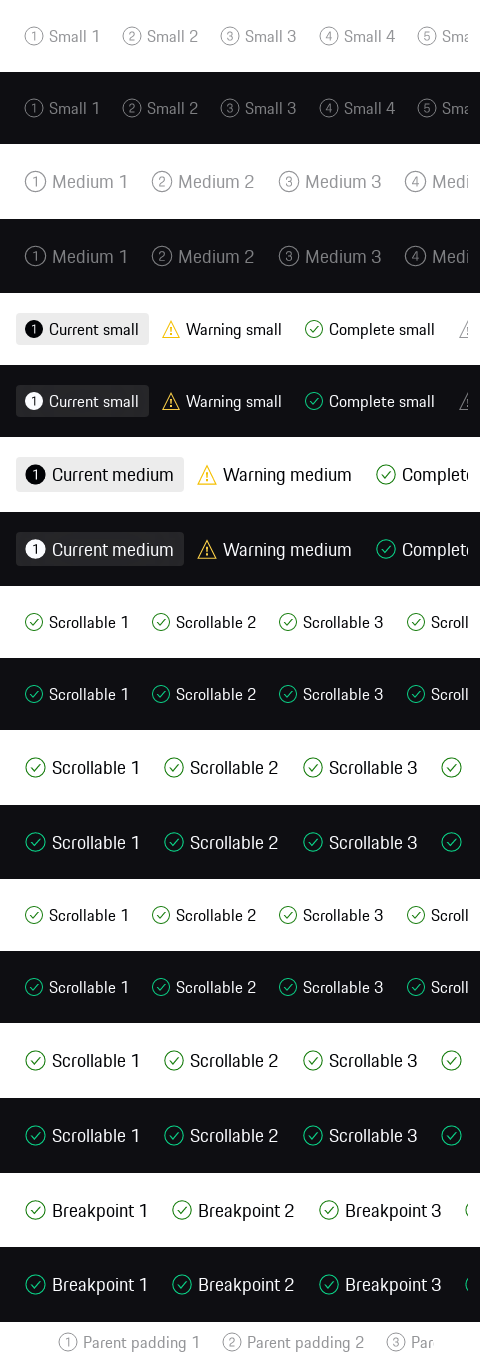 1 Small 1 2 Small 2 3 Small 3 4 Small 4 5 Sma
1 Small 1 2 Small 2 3 Small 3 4 Small 4 5 Sma
1 Medium 1 2 Medium 2 3 Medium 3 4 Medi
1 Medium 1 2 Medium 2 3 Medium 3 4 Medi
1 Current small Warning small Complete small
1 Current small Warning small Complete small
1 Current medium Warning medium Complete
1 Current medium Warning medium Complete
Scrollable 1 Scrollable 2 Scrollable 3 Scroll
Scrollable 1 Scrollable 2 Scrollable 3 Scroll
Scrollable 1 Scrollable 2 Scrollable 3
Scrollable 1 Scrollable 2 Scrollable 3
Scrollable 1 Scrollable 2 Scrollable 3 Scroll
Scrollable 1 Scrollable 2 Scrollable 3 Scroll
Scrollable 1 Scrollable 2 Scrollable 3
Scrollable 1 Scrollable 2 Scrollable 3
Breakpoint 1 Breakpoint 2 Breakpoint 3
Breakpoint 1 Breakpoint 2 Breakpoint 3
1 Parent padding 1 2 Parent padding 2 3 Par